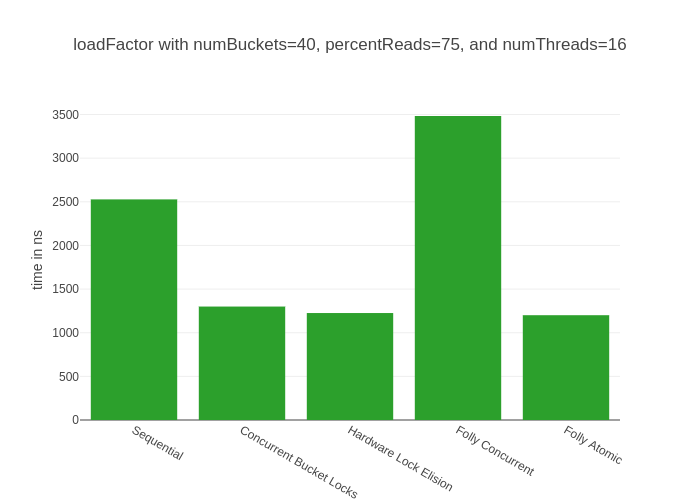 loadFactor with numBuckets=40, percentReads=75, and numThreads=16
3500
3000
2500
2000
1500
1000
500
0
time in ns
Sequential
Concurrent Bucket Locks
Hardware Lock Elision
Folly Concurrent
Folly Atomic